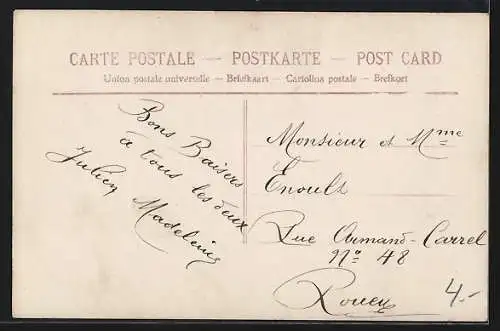 CARTE POSTALE — POSTKARTE — POST CARD
Union postale universelle — Briefkaart — Cartolina postale — Brefkort
Bons Baisers
à tous les deux
Julien Madeleine
Monsieur et Mme
Enoult
Rue Armand-Carrel
No 48
Rouen
4.-